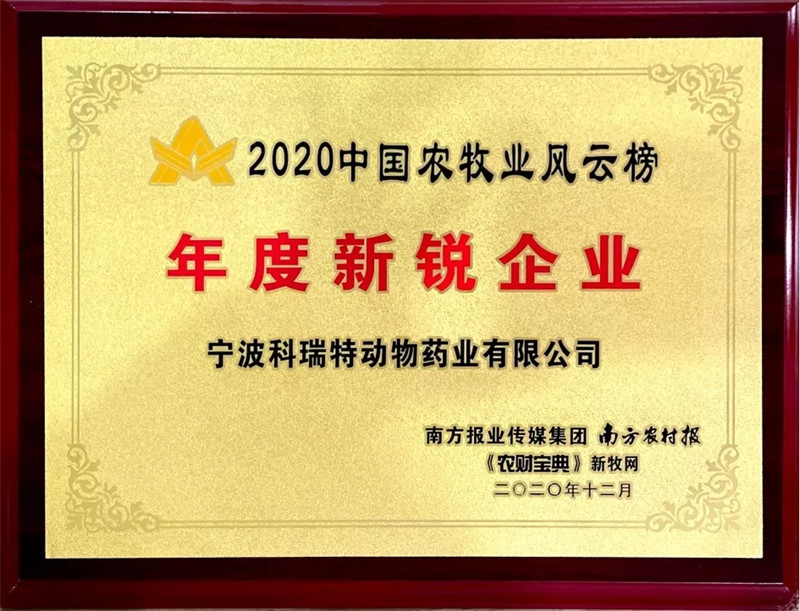 2020中国农牧业风云榜
年度新锐企业
宁波科瑞特动物药业有限公司
南方报业传媒集团 南方农村报
《农财宝典》新牧网
二〇二〇年十二月